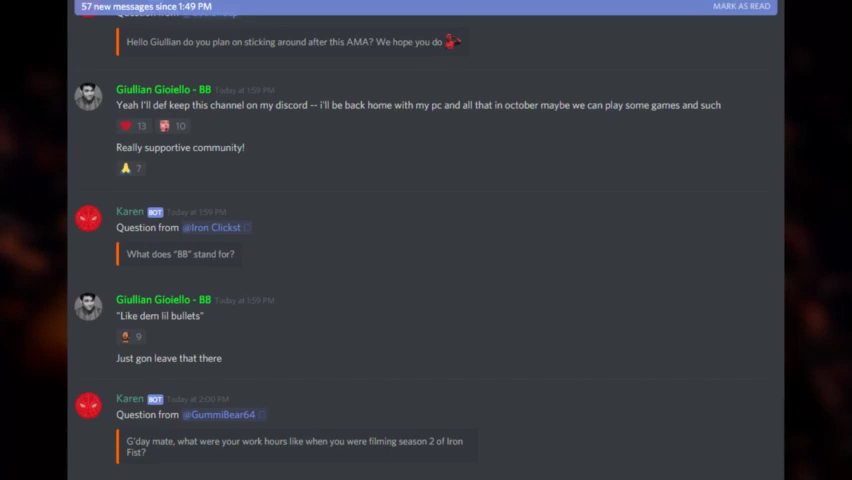 57 new messages since 1:49 PM
MARK AS READ
Question from
Hello Giullian do you plan on sticking around after this AMA? We hope you do
Giullian Gioiello - BB Today at 1:59 PM
Yeah I'll def keep this channel on my discord -- i'll be back home with my pc and all that in october maybe we can play some games and such
13 10
Really supportive community!
7
Karen BOT Today at 1:59 PM
Question from @Iron Clickst
What does "BB" stand for?
Giullian Gioiello - BB Today at 1:59 PM
"Like dem lil bullets"
9
Just gon leave that there
Karen BOT Today at 2:00 PM
Question from @GummiBear64
G'day mate, what were your work hours like when you were filming season 2 of Iron
Fist?